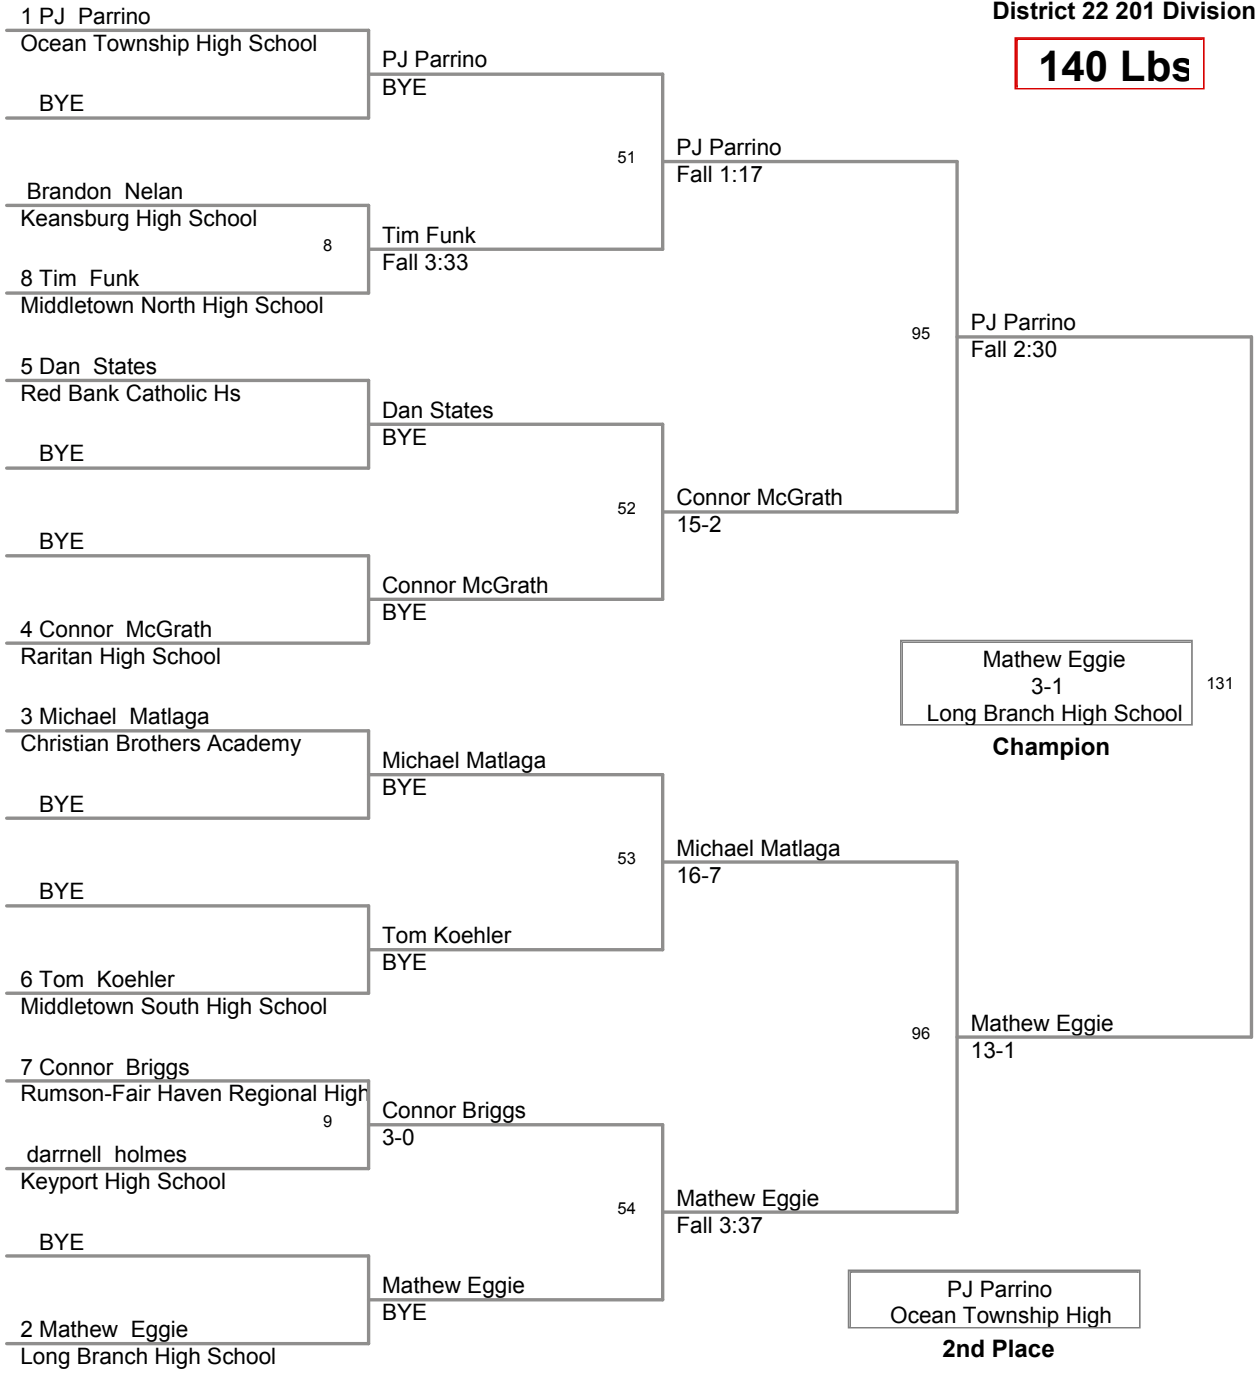 District 22 201 Division
140 Lbs
1 PJ Parrino
Ocean Township High School
BYE
Brandon Nelan
Keansburg High School
8
8 Tim Funk
Middletown North High School
5 Dan States
Red Bank Catholic Hs
BYE
BYE
4 Connor McGrath
Raritan High School
3 Michael Matlaga
Christian Brothers Academy
BYE
BYE
6 Tom Koehler
Middletown South High School
7 Connor Briggs
Rumson-Fair Haven Regional High
9
darrnell holmes
Keyport High School
BYE
2 Mathew Eggie
Long Branch High School
PJ Parrino
BYE
51
Tim Funk
Fall 3:33
Dan States
BYE
52
Connor McGrath
BYE
Michael Matlaga
BYE
53
Tom Koehler
BYE
Connor Briggs
3-0
54
Mathew Eggie
BYE
PJ Parrino
Fall 1:17
95
Connor McGrath
15-2
Michael Matlaga
16-7
96
Mathew Eggie
Fall 3:37
PJ Parrino
Fall 2:30
Mathew Eggie
13-1
Mathew Eggie
3-1
Long Branch High School
131
Champion
PJ Parrino
Ocean Township High
2nd Place